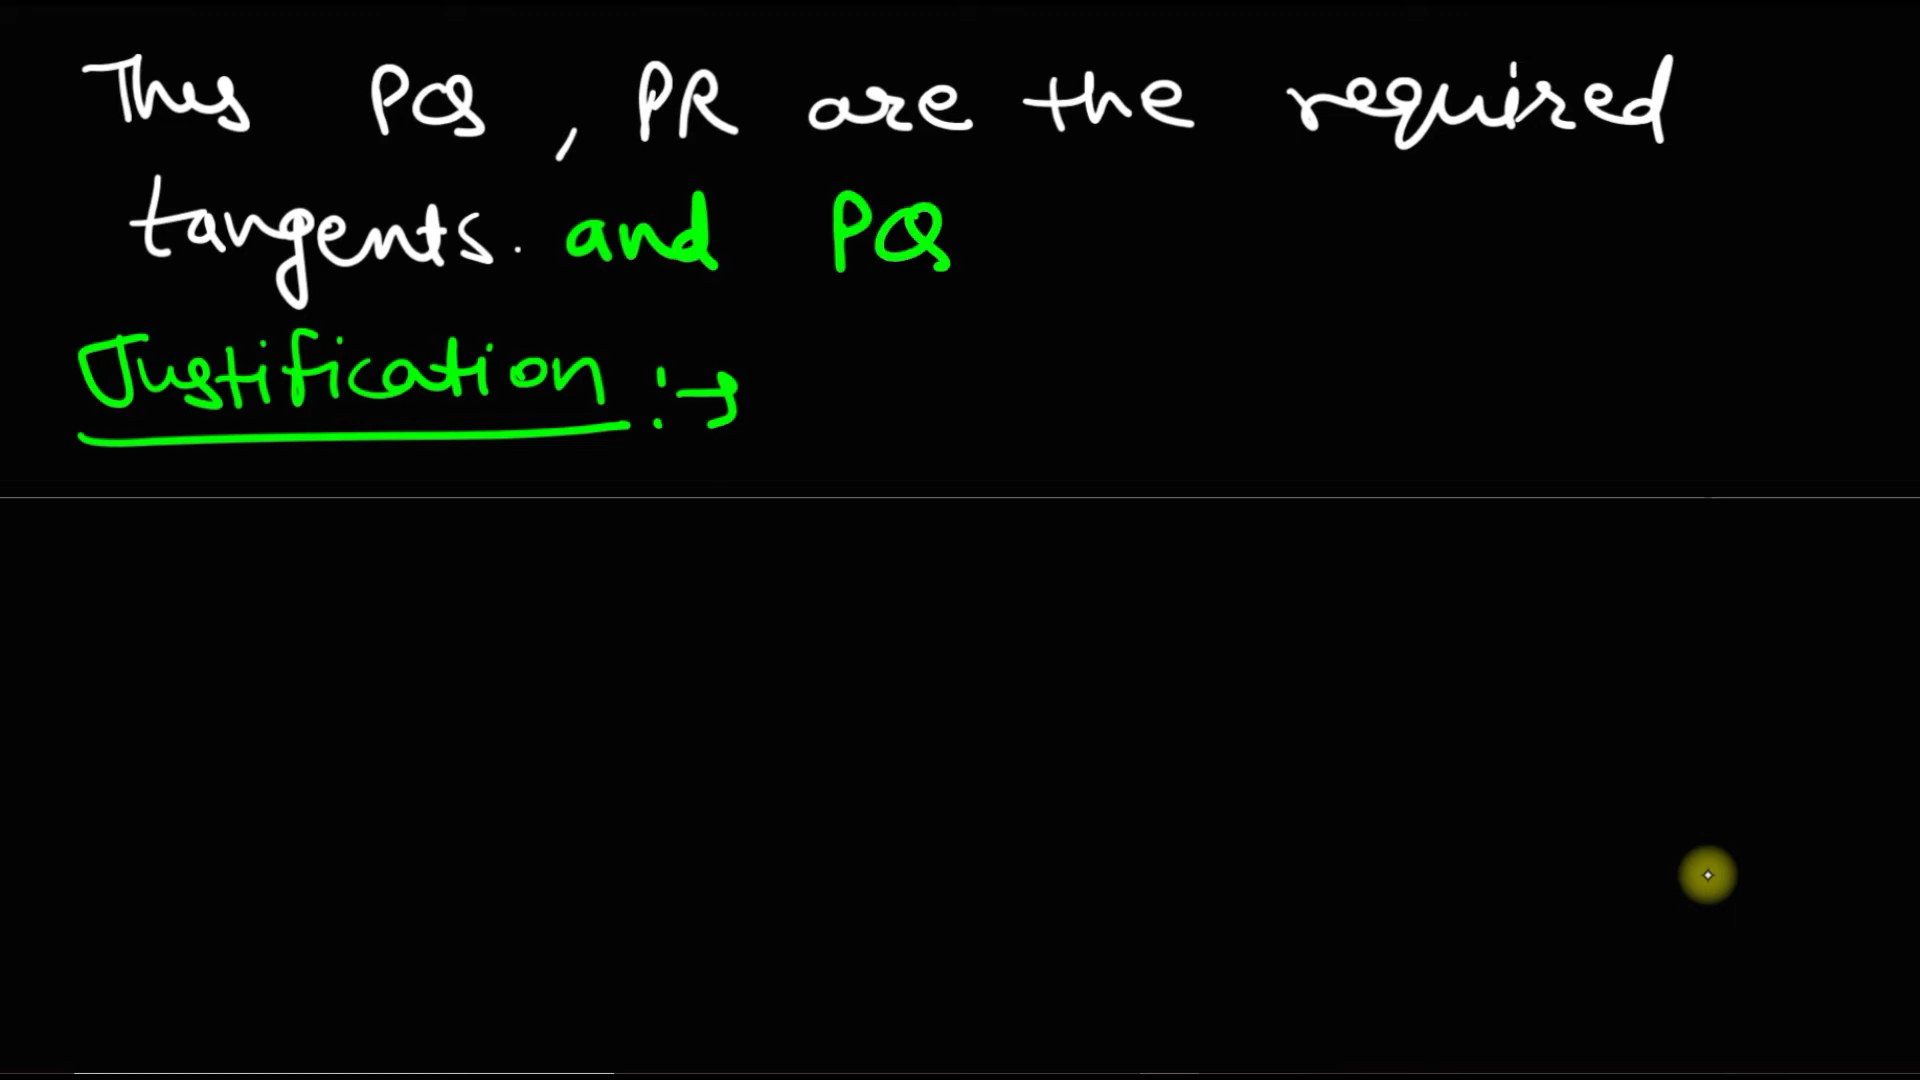 Thus PQ, PR are the required
tangents. and PQ
Justification :→